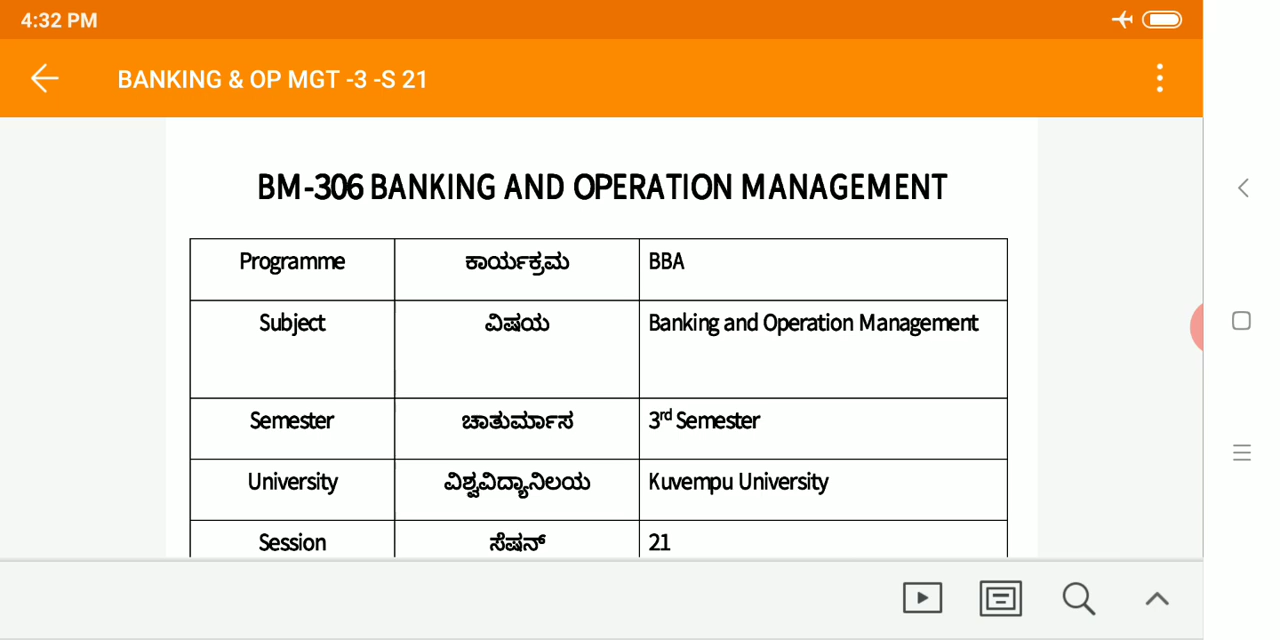 4:32 PM
BANKING & OP MGT -3 -S 21
BM-306 BANKING AND OPERATION MANAGEMENT
Programme ಕಾರ್ಯಕ್ರಮ BBA
Subject ವಿಷಯ Banking and Operation Management
Semester ಚಾತುರ್ಮಾಸ 3rd Semester
University ವಿಶ್ವವಿದ್ಯಾನಿಲಯ Kuvempu University
Session ಸೆಷನ್ 21